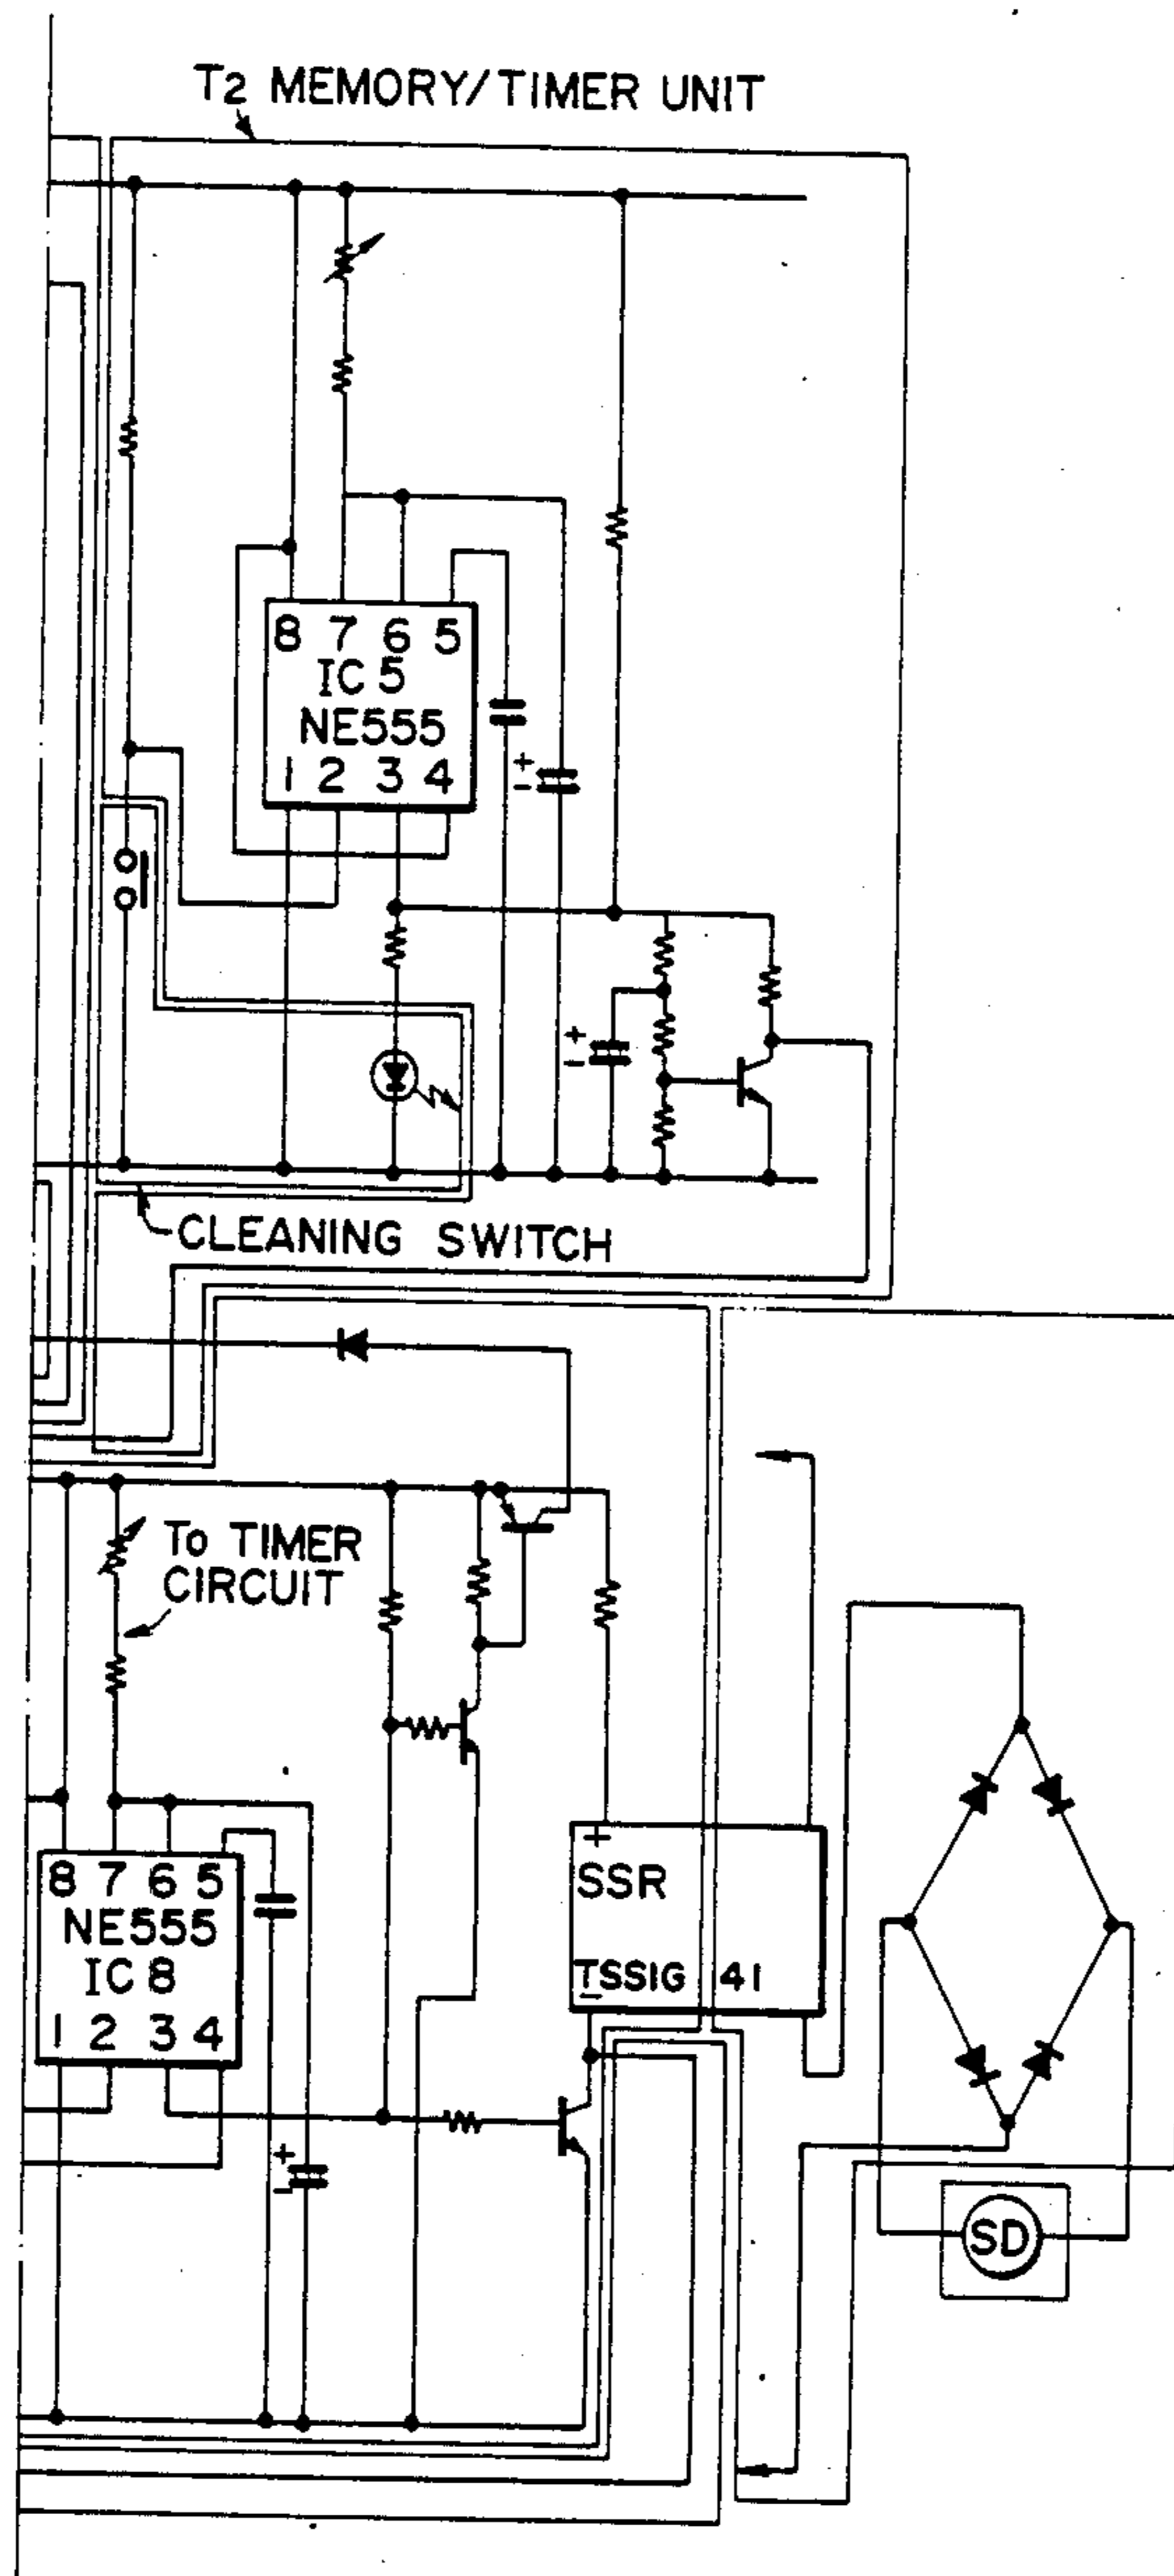 T2 MEMORY/TIMER UNIT
8 7 6 5
IC 5
NE555
1 2 3 4
+
-
+
-
CLEANING SWITCH
To TIMER
CIRCUIT
8 7 6 5
NE555
IC 8
1 2 3 4
+
-
+
SSR
TSSIG 41
-
SD